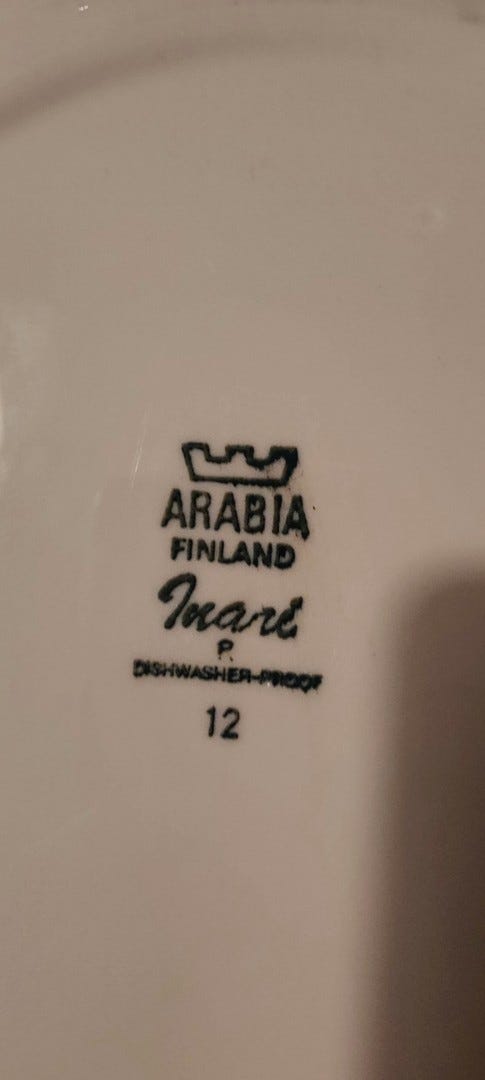 ARABIA
FINLAND
Inari
P.
DISHWASHER-PROOF
12